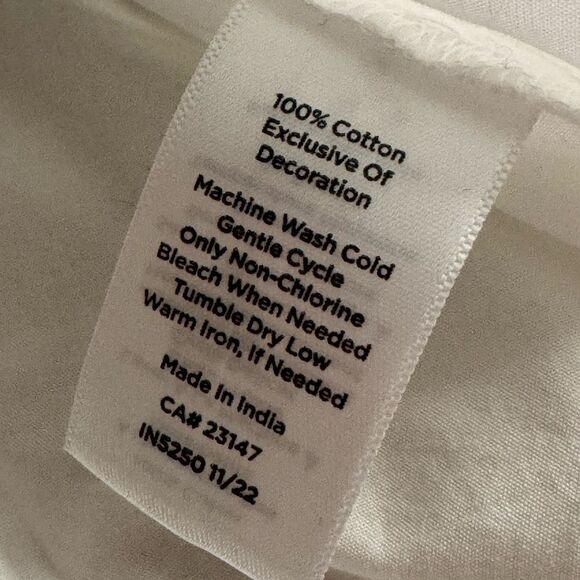 100% Cotton
Exclusive Of
Decoration
Machine Wash Cold
Gentle Cycle
Only Non-Chlorine
Bleach When Needed
Tumble Dry Low
Warm Iron, If Needed
Made In India
CA# 23147
IN5250 11/22